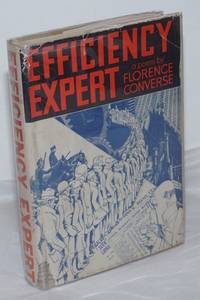 EFFICIENCY
EXPERT
a poem by
FLORENCE
CONVERSE
EFFICIENCY EXPERT